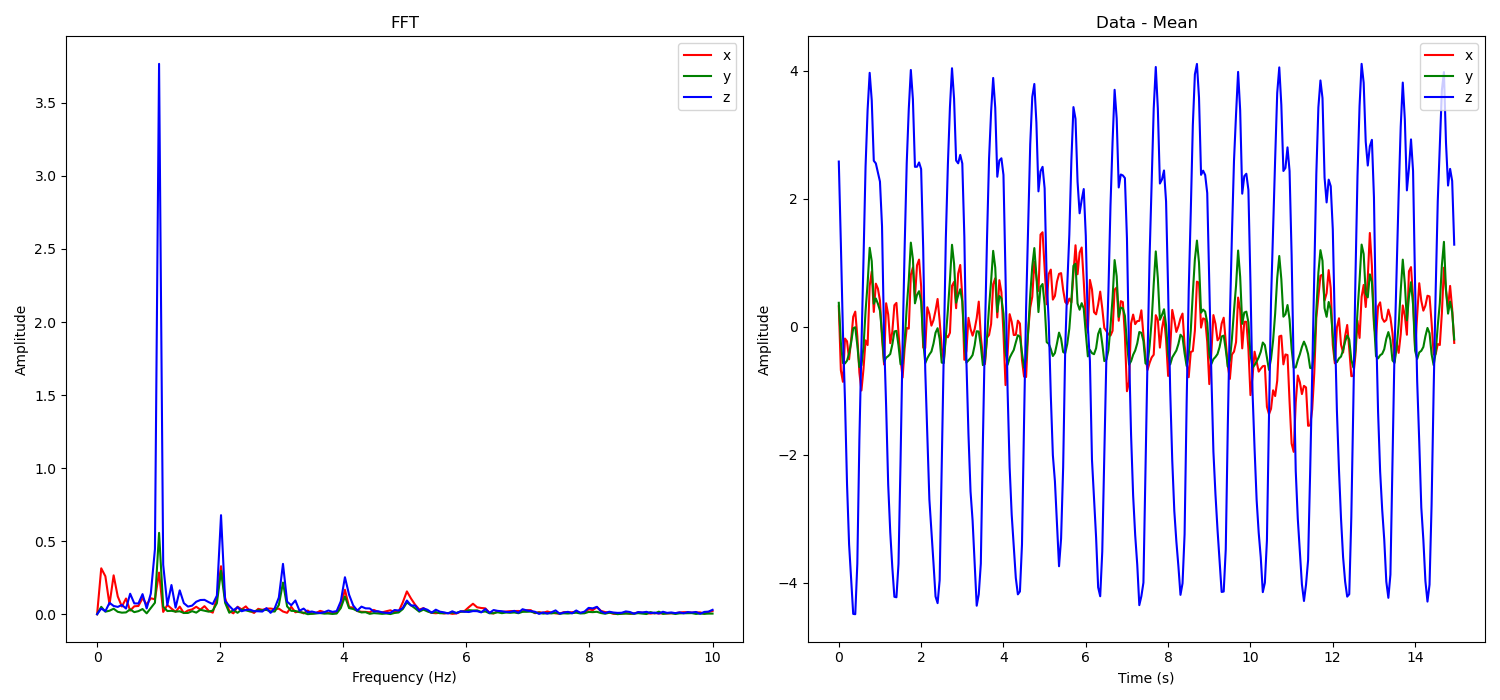 FFT
x
y
z
Amplitude
3.5
3.0
2.5
2.0
1.5
1.0
0.5
0.0
0 2 4 6 8 10
Frequency (Hz)
Data - Mean
x
y
z
Amplitude
4
2
0
−2
−4
0 2 4 6 8 10 12 14
Time (s)